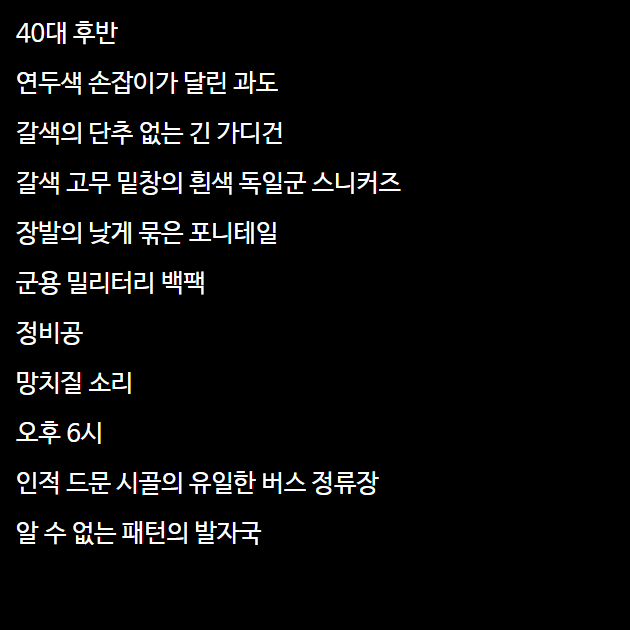 40대 후반
연두색 손잡이가 달린 과도
갈색의 단추 없는 긴 가디건
갈색 고무 밑창의 흰색 독일군 스니커즈
장발의 낮게 묶은 포니테일
군용 밀리터리 백팩
정비공
망치질 소리
오후 6시
인적 드문 시골의 유일한 버스 정류장
알 수 없는 패턴의 발자국